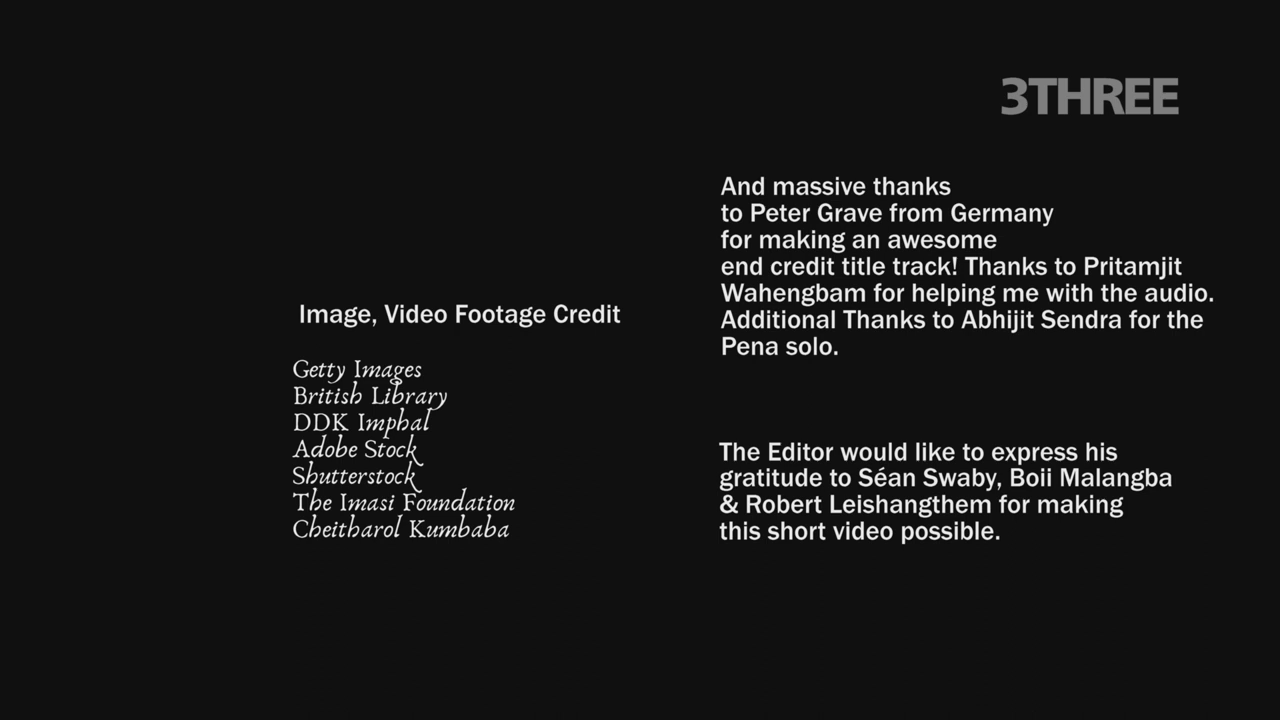 3THREE
Image, Video Footage Credit
Getty Images
British Library
DDK Imphal
Adobe Stock
Shutterstock
The Imasi Foundation
Cheitharol Kumbaba
And massive thanks
to Peter Grave from Germany
for making an awesome
end credit title track! Thanks to Pritamjit
Wahengbam for helping me with the audio.
Additional Thanks to Abhijit Sendra for the
Pena solo.
The Editor would like to express his
gratitude to Séan Swaby, Boii Malangba
& Robert Leishangthem for making
this short video possible.